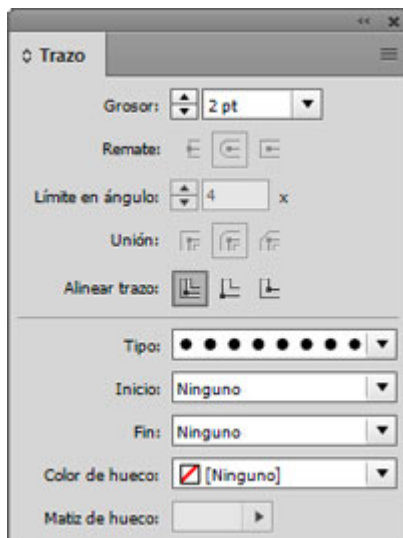 Trazo
Grosor: 2 pt
Remate:
Límite en ángulo: 4 x
Unión:
Alinear trazo:
Tipo:
Inicio: Ninguno
Fin: Ninguno
Color de hueco: [Ninguno]
Matiz de hueco: